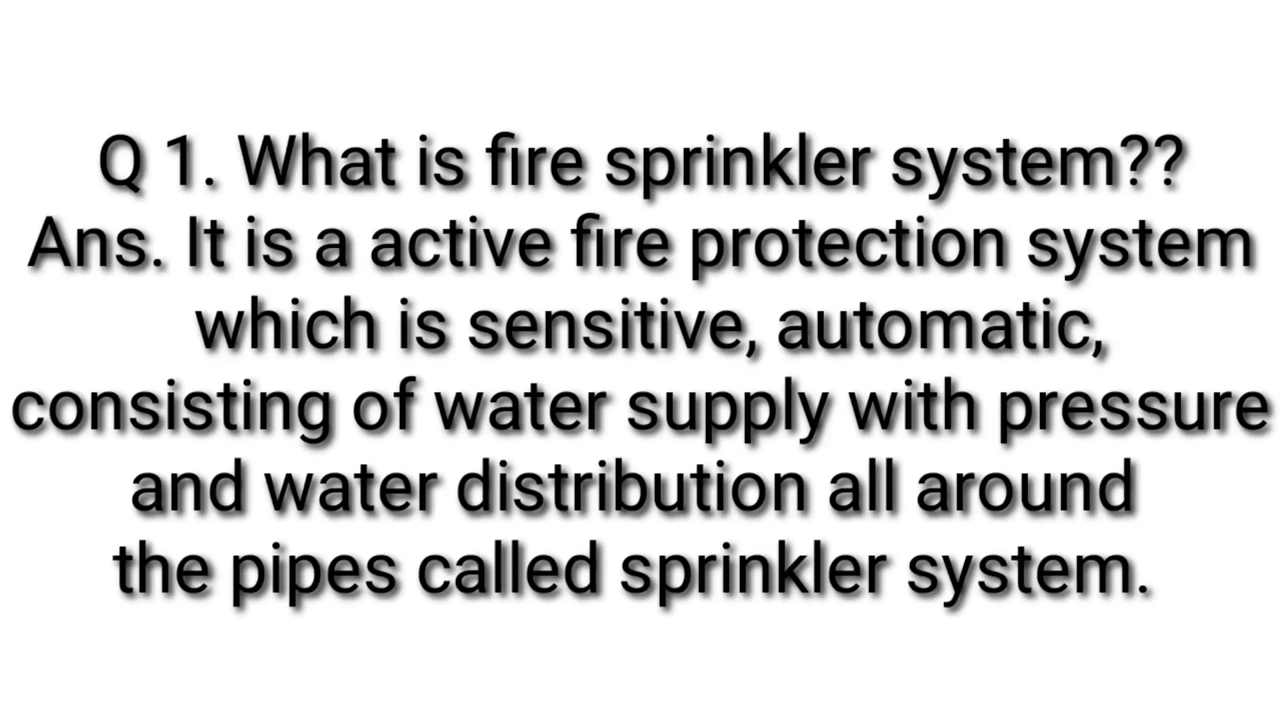 Q 1. What is fire sprinkler system??
Ans. It is a active fire protection system
which is sensitive, automatic,
consisting of water supply with pressure
and water distribution all around
the pipes called sprinkler system.